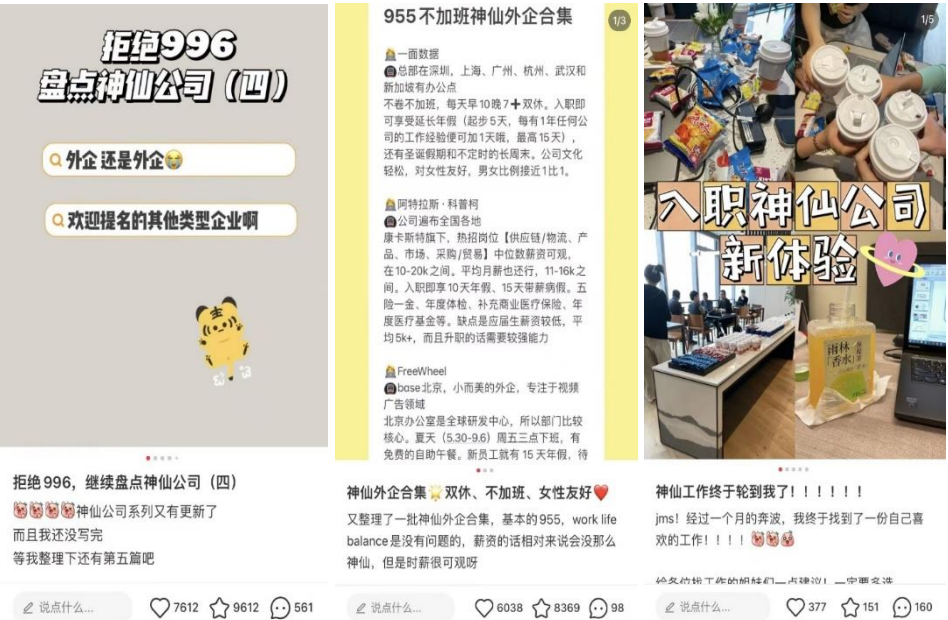 拒绝996
盘点神仙公司（四）
外企 还是外企😭
欢迎提名的其他类型企业啊
拒绝996，继续盘点神仙公司（四）
神仙公司系列又有更新了
而且我还没写完
等我整理下还有第五篇吧
说点什么...
7612
9612
561
955不加班神仙外企合集
1/3
一面数据
总部在深圳，上海、广州、杭州、武汉和
新加坡有办公点
不卷不加班，每天早10晚7➕双休。入职即
可享受延长年假（起步5天，每有1年任何公
司的工作经验便可加1天哦，最高15天），
还有圣诞假期和不定时的长周末。公司文化
轻松，对女性友好，男女比例接近1比1。
阿特拉斯·科普柯
公司遍布全国各地
康卡斯特旗下，热招岗位【供应链/物流、产
品、市场、采购/贸易】中位数薪资可观，
在10-20k之间。平均月薪也还行，11-16k之
间。入职即享10天年假、15天带薪病假。五
险一金、年度体检、补充商业医疗保险、年
度医疗基金等。缺点是应届生薪资较低，平
均5k+，而且升职的话需要较强能力
FreeWheel
base北京，小而美的外企，专注于视频
广告领域
北京办公室是全球研发中心，所以部门比较
核心。夏天（5.30-9.6）周五三点下班，有
免费的自助午餐。新员工就有15天年假，待
神仙外企合集🌟双休、不加班、女性友好❤️
又整理了一批神仙外企合集，基本的955，work life
balance是没有问题的，薪资的话相对来说会没那么
神仙，但是时薪很可观呀
说点什么...
6038
8369
98
1/5
入职神仙公司
新体验
雨林
香水
神仙工作终于轮到我了！！！！！！
jms！经过一个月的奔波，我终于找到了一份自己喜
欢的工作！！！！
给各位找工作的姐妹们一点建议！一定要多选
说点什么...
377
151
160